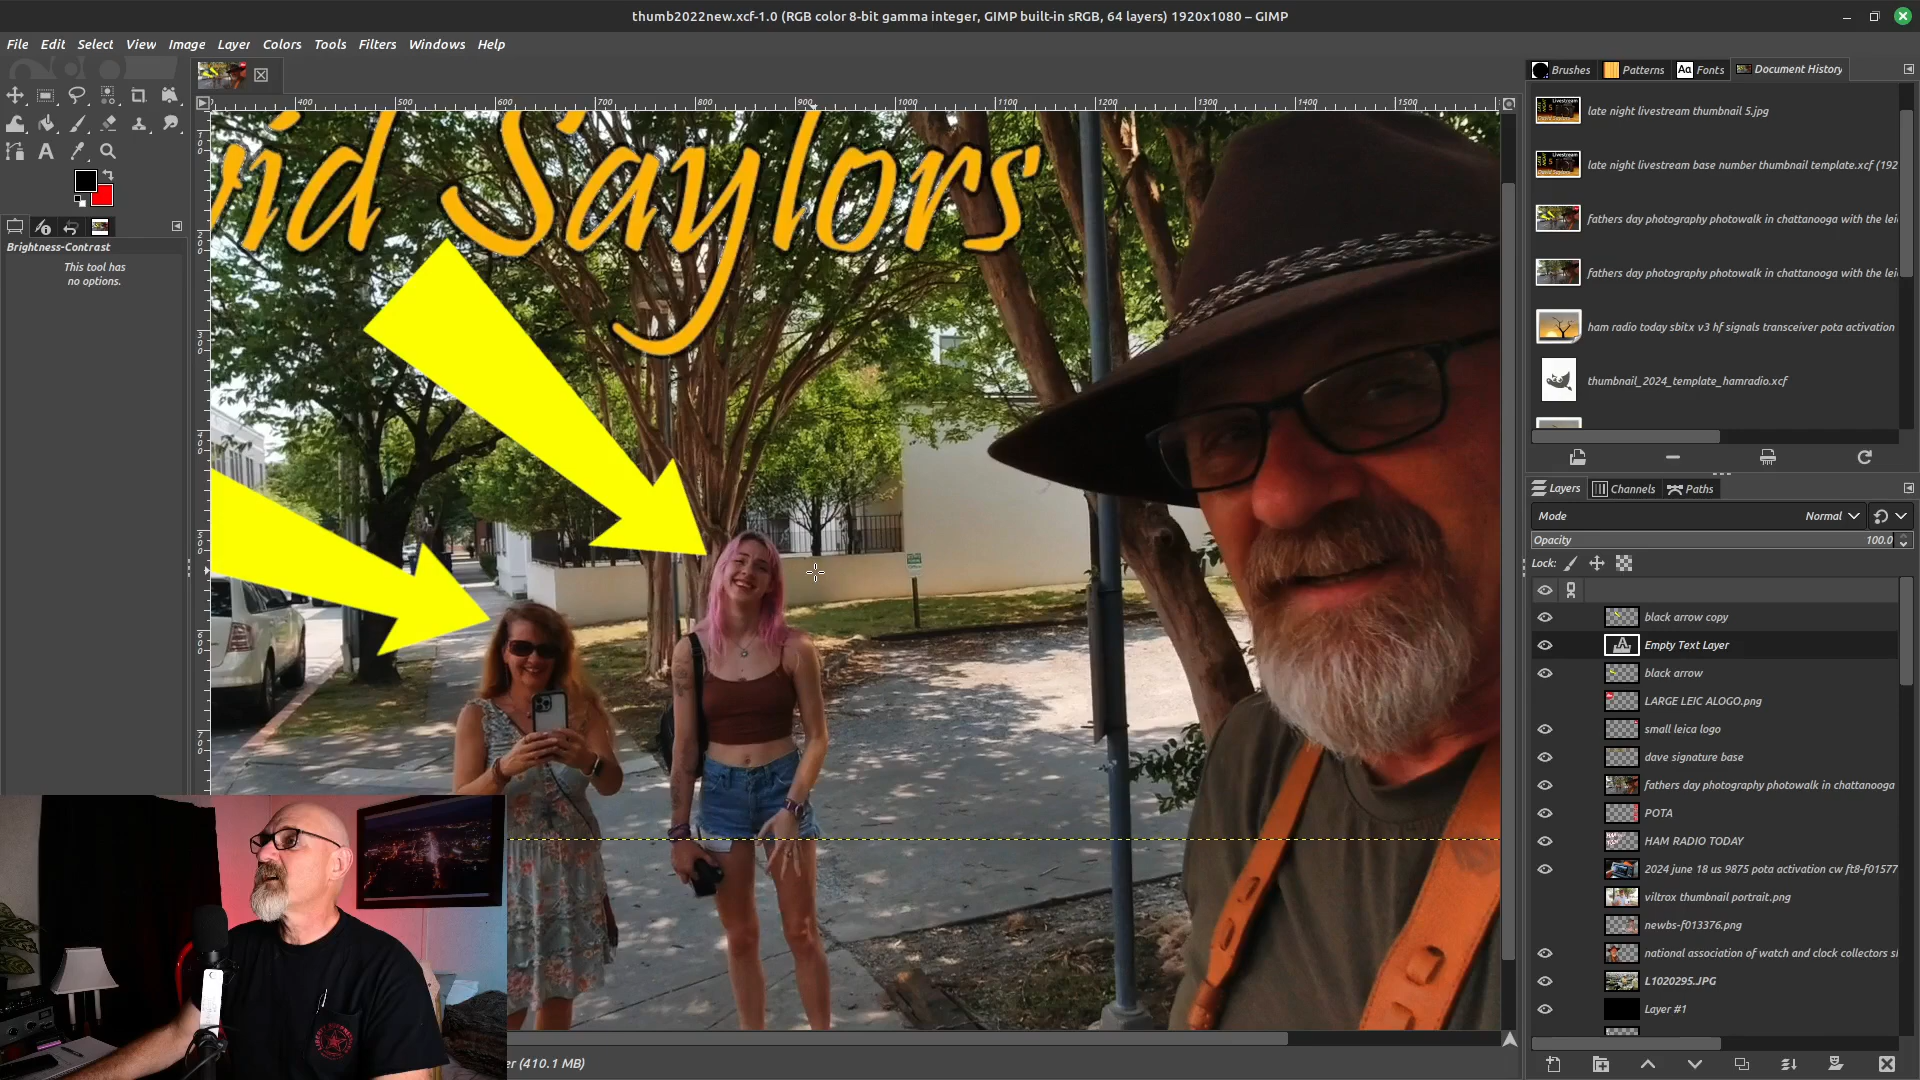 thumb2022new.xcf-1.0 (RGB color 8-bit gamma integer, GIMP built-in sRGB, 64 layers) 1920x1080 – GIMP
File Edit Select View Image Layer Colors Tools Filters Windows Help
Brushes Patterns Aa Fonts Document History
400 500 600 700 800 900 1000 1100 1200 1300 1400 1500
Saylors
late night livestream thumbnail 5.jpg
late night livestream base number thumbnail template.xcf (192
fathers day photography photowalk in chattanooga with the lei
fathers day photography photowalk in chattanooga with the lei
ham radio today sbitx v3 hf signals transceiver pota activation
thumbnail_2024_template_hamradio.xcf
Brightness-Contrast
This tool has
no options.
Layers Channels Paths
Mode Normal
Opacity 100.0
Lock:
black arrow copy
Empty Text Layer
black arrow
LARGE LEIC ALOGO.png
small leica logo
dave signature base
fathers day photography photowalk in chattanooga
POTA
HAM RADIO TODAY
2024 june 18 us 9875 pota activation cw ft8-f01577
viltrox thumbnail portrait.png
newbs-f013376.png
national association of watch and clock collectors sl
L1020295.JPG
Layer #1
er (410.1 MB)